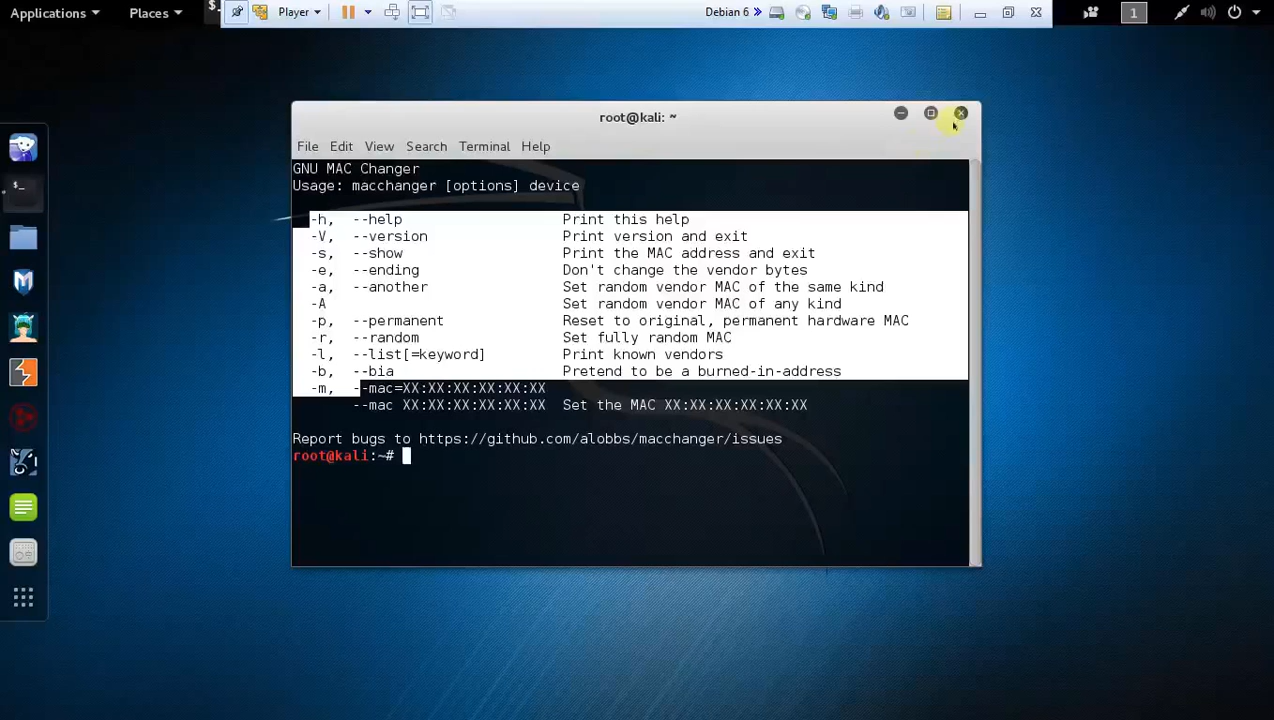 Applications Places $. Player Debian 6 1
root@kali: ~
File Edit View Search Terminal Help
GNU MAC Changer
Usage: macchanger [options] device
-h, --help Print this help
-V, --version Print version and exit
-s, --show Print the MAC address and exit
-e, --ending Don't change the vendor bytes
-a, --another Set random vendor MAC of the same kind
-A Set random vendor MAC of any kind
-p, --permanent Reset to original, permanent hardware MAC
-r, --random Set fully random MAC
-l, --list[=keyword] Print known vendors
-b, --bia Pretend to be a burned-in-address
-m, --mac=XX:XX:XX:XX:XX:XX
--mac XX:XX:XX:XX:XX:XX Set the MAC XX:XX:XX:XX:XX:XX
Report bugs to https://github.com/alobbs/macchanger/issues
root@kali:~#